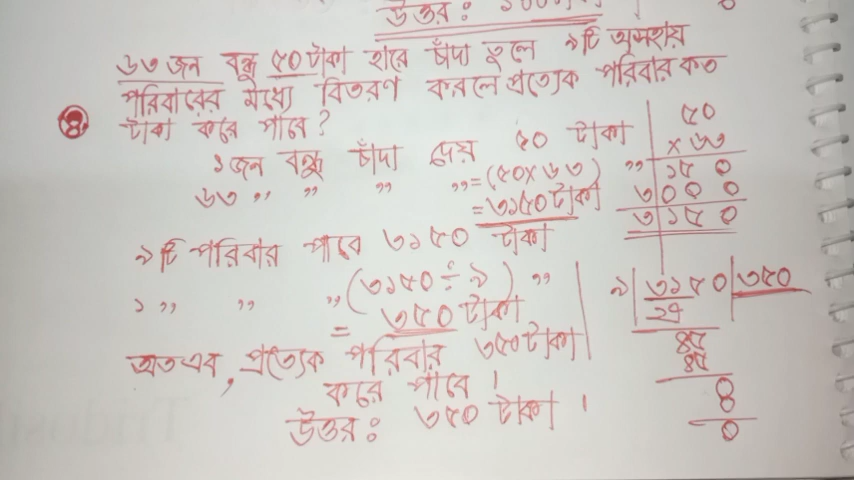 উত্তর :
৬৩ জন বন্ধু ৫০ টাকা হারে চাঁদা তুলে ৯টি অসহায়
পরিবারের মধ্যে বিতরণ করলে প্রত্যেক পরিবার কত
৪ টাকা করে পাবে ?
১ জন বন্ধু চাঁদা দেয় ৫০ টাকা
৬৩ ,, ,, ,, ,, = (৫০ × ৬৩) ,,
= ৩১৫০ টাকা
৯টি পরিবার পাবে ৩১৫০ টাকা
১ ,, ,, ,, (৩১৫০ ÷ ৯) ,,
= ৩৫০ টাকা
অতএব, প্রত্যেক পরিবার ৩৫০ টাকা
করে পাবে ।
উত্তর : ৩৫০ টাকা ।
৫০
× ৬৩
১৫০
৩০০০
৩১৫০
৯ | ৩১৫০ | ৩৫০
২৭
৪৫
৪৫
০
০
০